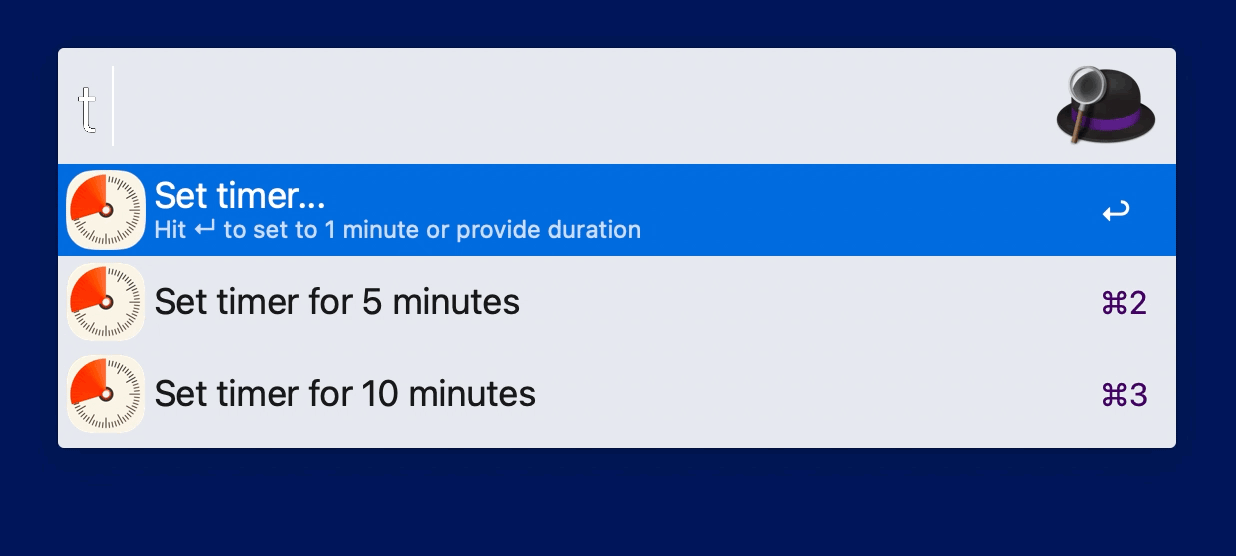 t
Set timer...
Hit ↵ to set to 1 minute or provide duration
↩
Set timer for 5 minutes ⌘2
Set timer for 10 minutes ⌘3